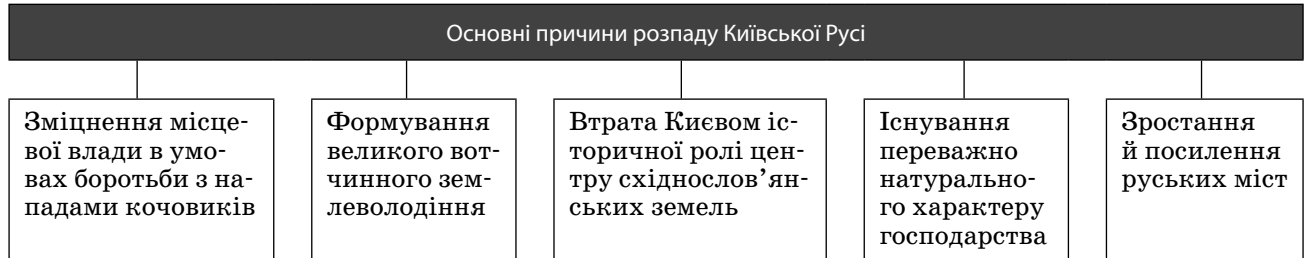 Основні причини розпаду Київської Русі
Зміцнення місце-
вої влади в умо-
вах боротьби з на-
падами кочовиків
Формування
великого вот-
чинного зем-
леволодіння
Втрата Києвом іс-
торичної ролі цен-
тру східнослов’ян-
ських земель
Існування
переважно
натурально-
го характеру
господарства
Зростання
й посилення
руських міст